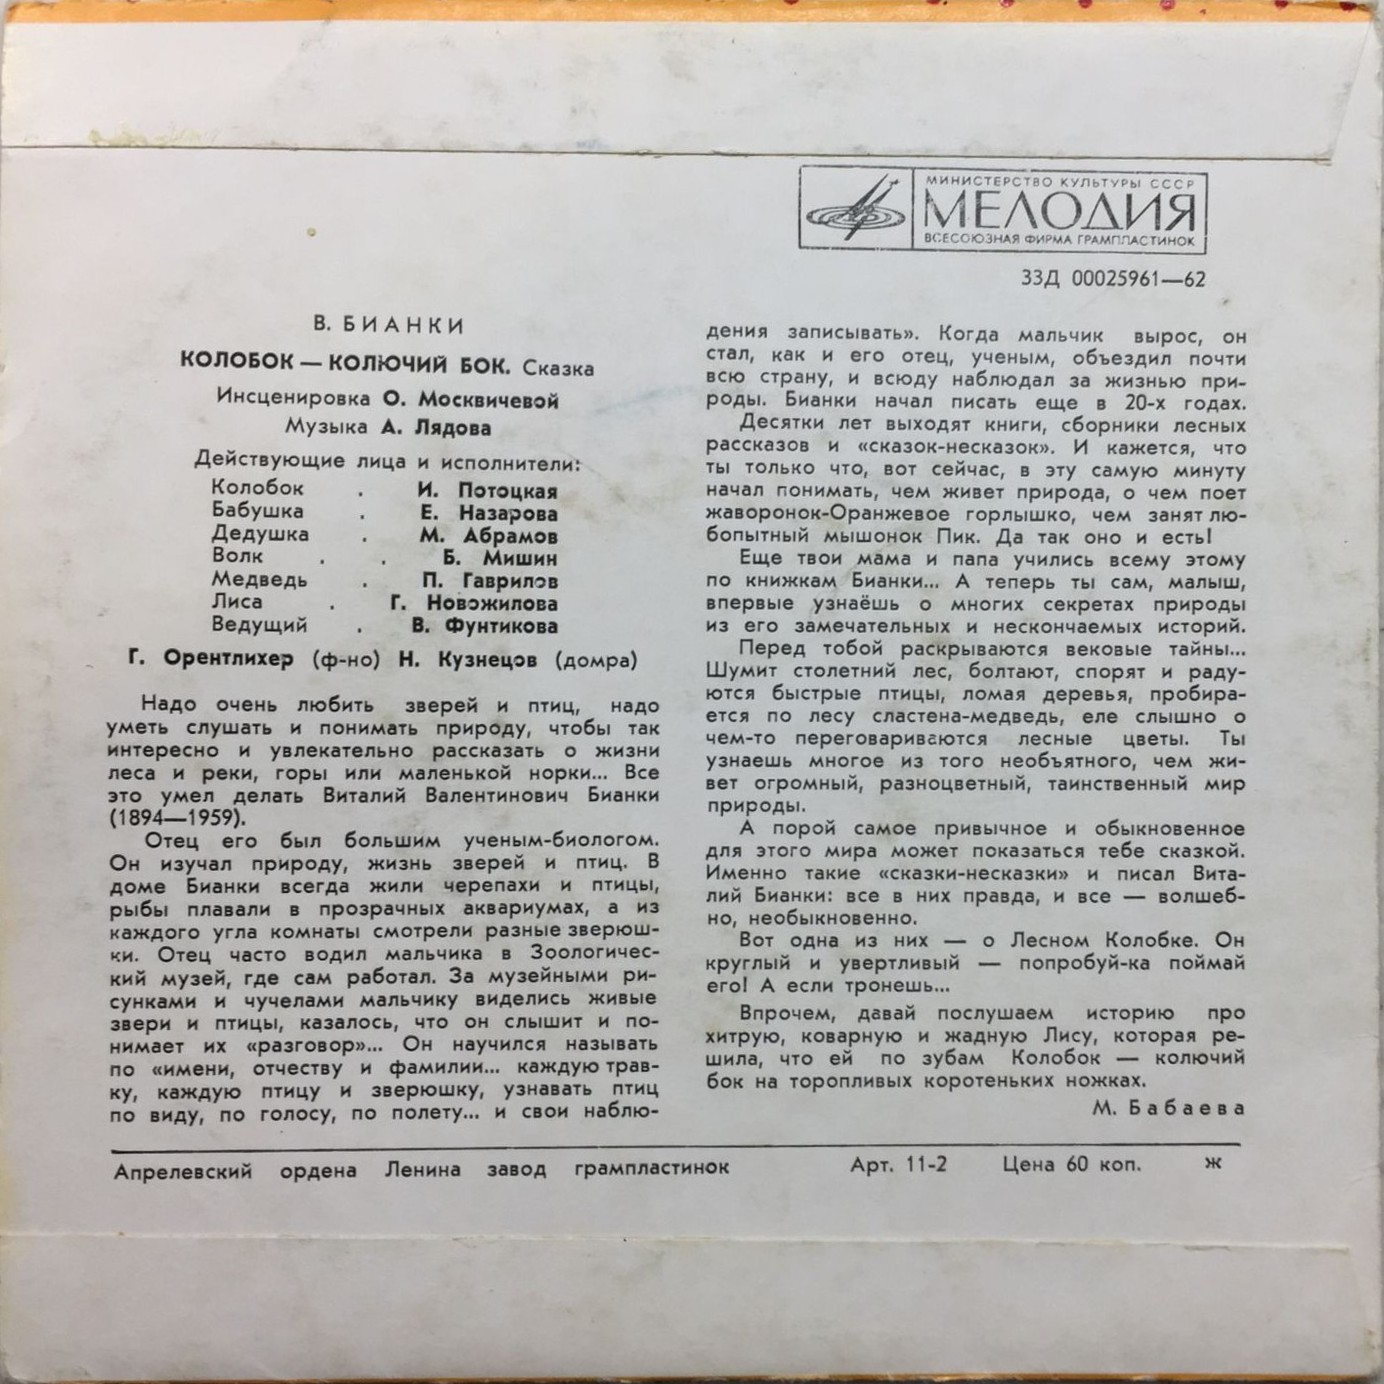 МИНИСТЕРСТВО КУЛЬТУРЫ СССР
МЕЛОДИЯ
ВСЕСОЮЗНАЯ ФИРМА ГРАМПЛАСТИНОК
33Д 00025961—62
В. БИАНКИ
КОЛОБОК — КОЛЮЧИЙ БОК. Сказка
Инсценировка О. Москвичевой
Музыка А. Лядова
Действующие лица и исполнители:
Колобок . И. Потоцкая
Бабушка . Е. Назарова
Дедушка . М. Абрамов
Волк . . Б. Мишин
Медведь . П. Гаврилов
Лиса . Г. Новожилова
Ведущий . В. Фунтикова
Г. Орентлихер (ф-но) Н. Кузнецов (домра)
Надо очень любить зверей и птиц, надо
уметь слушать и понимать природу, чтобы так
интересно и увлекательно рассказать о жизни
леса и реки, горы или маленькой норки... Все
это умел делать Виталий Валентинович Бианки
(1894—1959).
Отец его был большим ученым-биологом.
Он изучал природу, жизнь зверей и птиц. В
доме Бианки всегда жили черепахи и птицы,
рыбы плавали в прозрачных аквариумах, а из
каждого угла комнаты смотрели разные зверюш-
ки. Отец часто водил мальчика в Зоологичес-
кий музей, где сам работал. За музейными ри-
сунками и чучелами мальчику виделись живые
звери и птицы, казалось, что он слышит и по-
нимает их «разговор»... Он научился называть
по «имени, отчеству и фамилии... каждую трав-
ку, каждую птицу и зверюшку, узнавать птиц
по виду, по голосу, по полету... и свои наблю-
дения записывать». Когда мальчик вырос, он
стал, как и его отец, ученым, объездил почти
всю страну, и всюду наблюдал за жизнью при-
роды. Бианки начал писать еще в 20-х годах.
Десятки лет выходят книги, сборники лесных
рассказов и «сказок-несказок». И кажется, что
ты только что, вот сейчас, в эту самую минуту
начал понимать, чем живет природа, о чем поет
жаворонок-Оранжевое горлышко, чем занят лю-
бопытный мышонок Пик. Да так оно и есть!
Еще твои мама и папа учились всему этому
по книжкам Бианки... А теперь ты сам, малыш,
впервые узнаёшь о многих секретах природы
из его замечательных и нескончаемых историй.
Перед тобой раскрываются вековые тайны...
Шумит столетний лес, болтают, спорят и раду-
ются быстрые птицы, ломая деревья, пробира-
ется по лесу сластена-медведь, еле слышно о
чем-то переговариваются лесные цветы. Ты
узнаешь многое из того необъятного, чем жи-
вет огромный, разноцветный, таинственный мир
природы.
А порой самое привычное и обыкновенное
для этого мира может показаться тебе сказкой.
Именно такие «сказки-несказки» и писал Вита-
лий Бианки: все в них правда, и все — волшеб-
но, необыкновенно.
Вот одна из них — о Лесном Колобке. Он
круглый и увертливый — попробуй-ка поймай
его! А если тронешь...
Впрочем, давай послушаем историю про
хитрую, коварную и жадную Лису, которая ре-
шила, что ей по зубам Колобок — колючий
бок на торопливых коротеньких ножках.
М. Бабаева
Апрелевский ордена Ленина завод грампластинок Арт. 11-2 Цена 60 коп. Ж